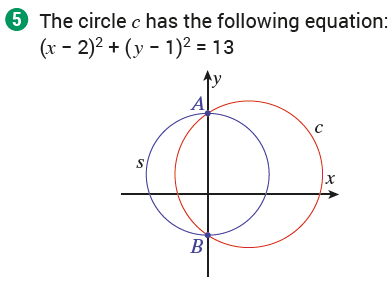 5 The circle c has the following equation:
(x − 2)² + (y − 1)² = 13
y
A
c
s
x
B